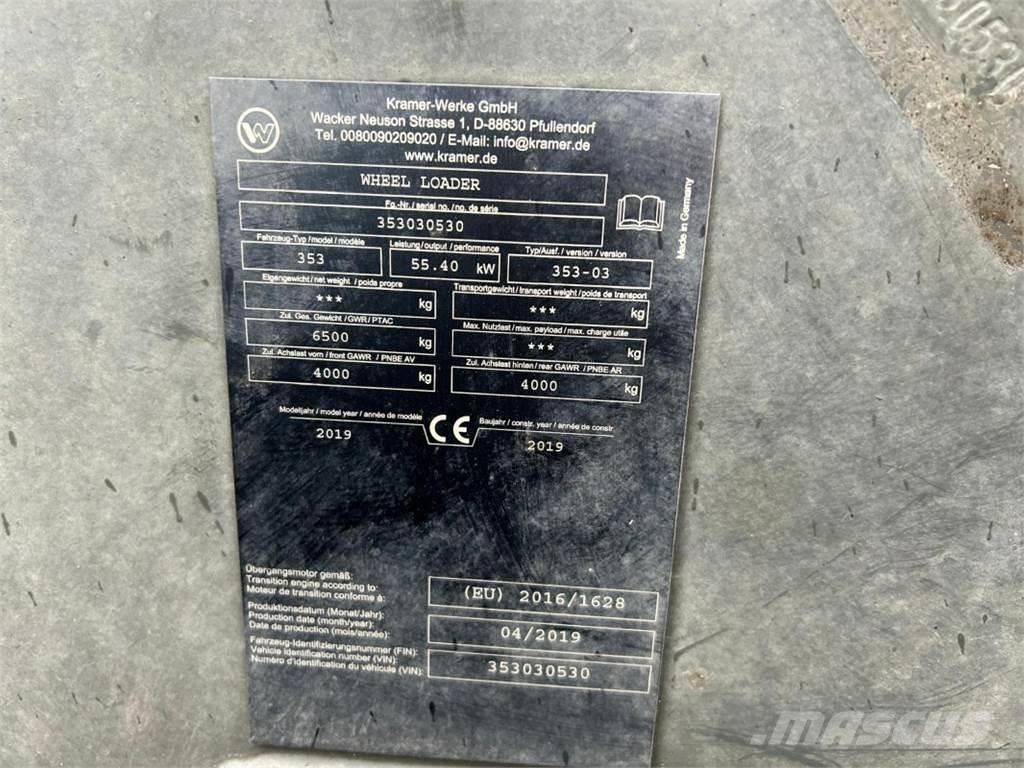 Kramer-Werke GmbH
Wacker Neuson Strasse 1, D-88630 Pfullendorf
Tel. 0080090209020 / E-Mail: info@kramer.de
www.kramer.de
WHEEL LOADER
Fg.-Nr./ serial no./ no. de série
353030530
Made in Germany
Fahrzeug-Typ / model / modèle
353
Leistung / output / performance
55.40 kW
Typ/Ausf. / version / version
353-03
Eigengewicht / net weight / poids propre
*** kg
Transportgewicht / transport weight / poids de transport
*** kg
Zul. Ges. Gewicht / GWR / PTAC
6500 kg
Max. Nutzlast / max. payload / max. charge utile
*** kg
Zul. Achslast vorn / front GAWR / PNBE AV
4000 kg
Zul. Achslast hinten / rear GAWR / PNBE AR
4000 kg
Modelljahr / model year / année de modèle
2019
CE
Baujahr / constr. year / année de constr.
2019
Übergangsmotor gemäß:
Transition engine according to:
Moteur de transition conforme à:
(EU) 2016/1628
Produktionsdatum (Monat/Jahr):
Production date (month/year):
Date de production (mois/année):
04/2019
Fahrzeug-Identifizierungsnummer (FIN):
Vehicle identification number (VIN):
Numéro d'identification du véhicule (VIN):
353030530
MASCUS